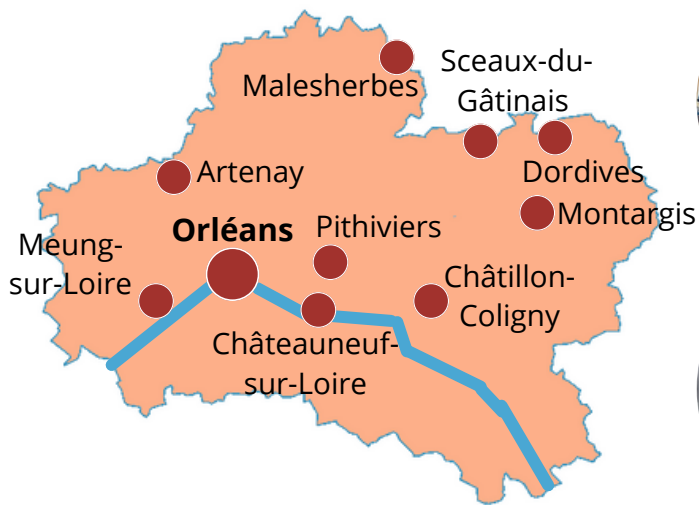 Sceaux-du-
Gâtinais
Malesherbes
Artenay
Dordives
Montargis
Orléans
Pithiviers
Meung-
sur-Loire
Châtillon-
Coligny
Châteauneuf-
sur-Loire